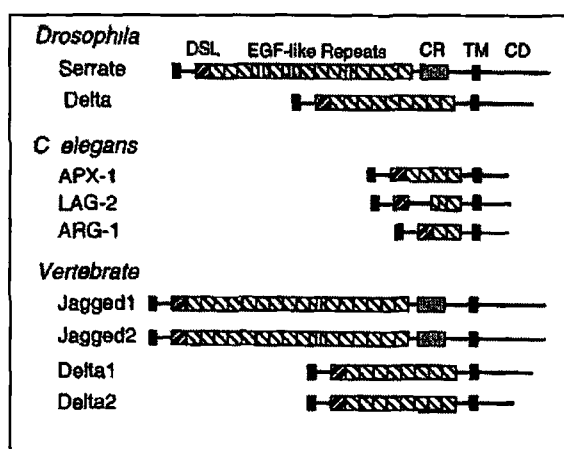 Drosophila
DSL EGF-like Repeats CR TM CD
Serrate
Delta
C elegans
APX-1
LAG-2
ARG-1
Vertebrate
Jagged1
Jagged2
Delta1
Delta2